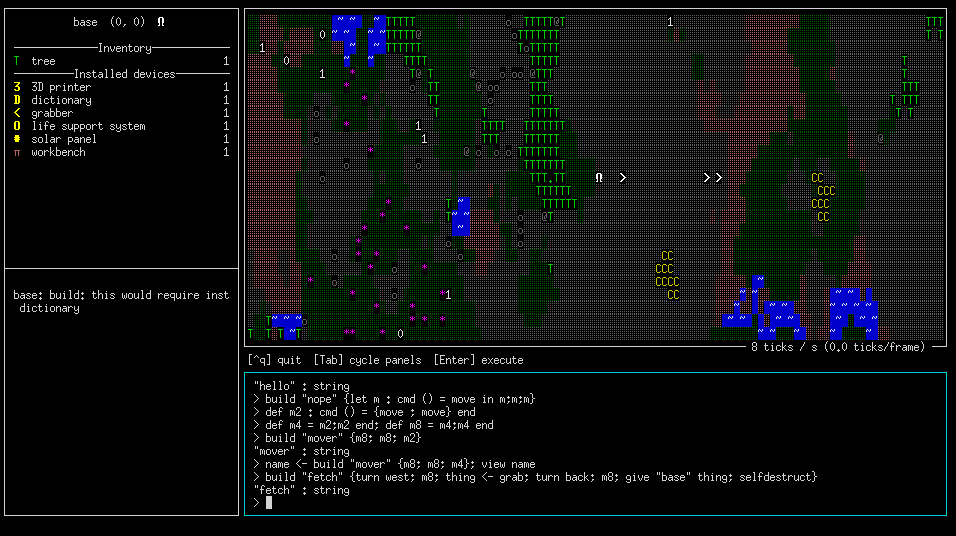 base (0, 0) Ω
Inventory
T tree 1
Installed devices
3 3D printer 1
D dictionary 1
< grabber 1
O life support system 1
# solar panel 1
π workbench 1
base: build: this would require inst
dictionary
8 ticks / s (0.0 ticks/frame)
[^q] quit [Tab] cycle panels [Enter] execute
"hello" : string
> build "nope" {let m : cmd () = move in m;m;m}
> def m2 : cmd () = {move ; move} end
> def m4 = m2;m2 end; def m8 = m4;m4 end
> build "mover" {m8; m8; m2}
"mover" : string
> name <- build "mover" {m8; m8; m4}; view name
> build "fetch" {turn west; m8; thing <- grab; turn back; m8; give "base" thing; selfdestruct}
"fetch" : string
>